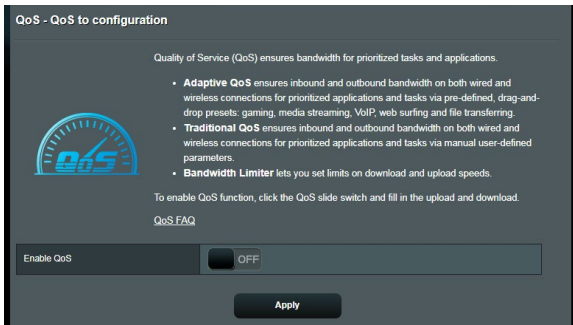 QoS - QoS to configuration
Quality of Service (QoS) ensures bandwidth for prioritized tasks and applications.
• Adaptive QoS ensures inbound and outbound bandwidth on both wired and
wireless connections for prioritized applications and tasks via pre-defined, drag-and-
drop presets: gaming, media streaming, VoIP, web surfing and file transferring.
• Traditional QoS ensures inbound and outbound bandwidth on both wired and
wireless connections for prioritized applications and tasks via manual user-defined
parameters.
• Bandwidth Limiter lets you set limits on download and upload speeds.
QoS
To enable QoS function, click the QoS slide switch and fill in the upload and download.
QoS FAQ
Enable QoS
OFF
Apply